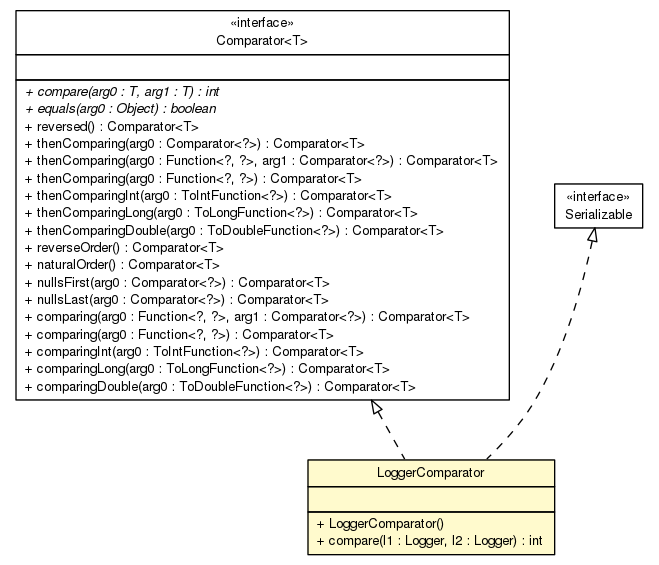 «interface»
Comparator<T>
+ compare(arg0 : T, arg1 : T) : int
+ equals(arg0 : Object) : boolean
+ reversed() : Comparator<T>
+ thenComparing(arg0 : Comparator<?>) : Comparator<T>
+ thenComparing(arg0 : Function<?, ?>, arg1 : Comparator<?>) : Comparator<T>
+ thenComparing(arg0 : Function<?, ?>) : Comparator<T>
+ thenComparingInt(arg0 : ToIntFunction<?>) : Comparator<T>
+ thenComparingLong(arg0 : ToLongFunction<?>) : Comparator<T>
+ thenComparingDouble(arg0 : ToDoubleFunction<?>) : Comparator<T>
+ reverseOrder() : Comparator<T>
+ naturalOrder() : Comparator<T>
+ nullsFirst(arg0 : Comparator<?>) : Comparator<T>
+ nullsLast(arg0 : Comparator<?>) : Comparator<T>
+ comparing(arg0 : Function<?, ?>, arg1 : Comparator<?>) : Comparator<T>
+ comparing(arg0 : Function<?, ?>) : Comparator<T>
+ comparingInt(arg0 : ToIntFunction<?>) : Comparator<T>
+ comparingLong(arg0 : ToLongFunction<?>) : Comparator<T>
+ comparingDouble(arg0 : ToDoubleFunction<?>) : Comparator<T>
«interface»
Serializable
LoggerComparator
+ LoggerComparator()
+ compare(l1 : Logger, l2 : Logger) : int